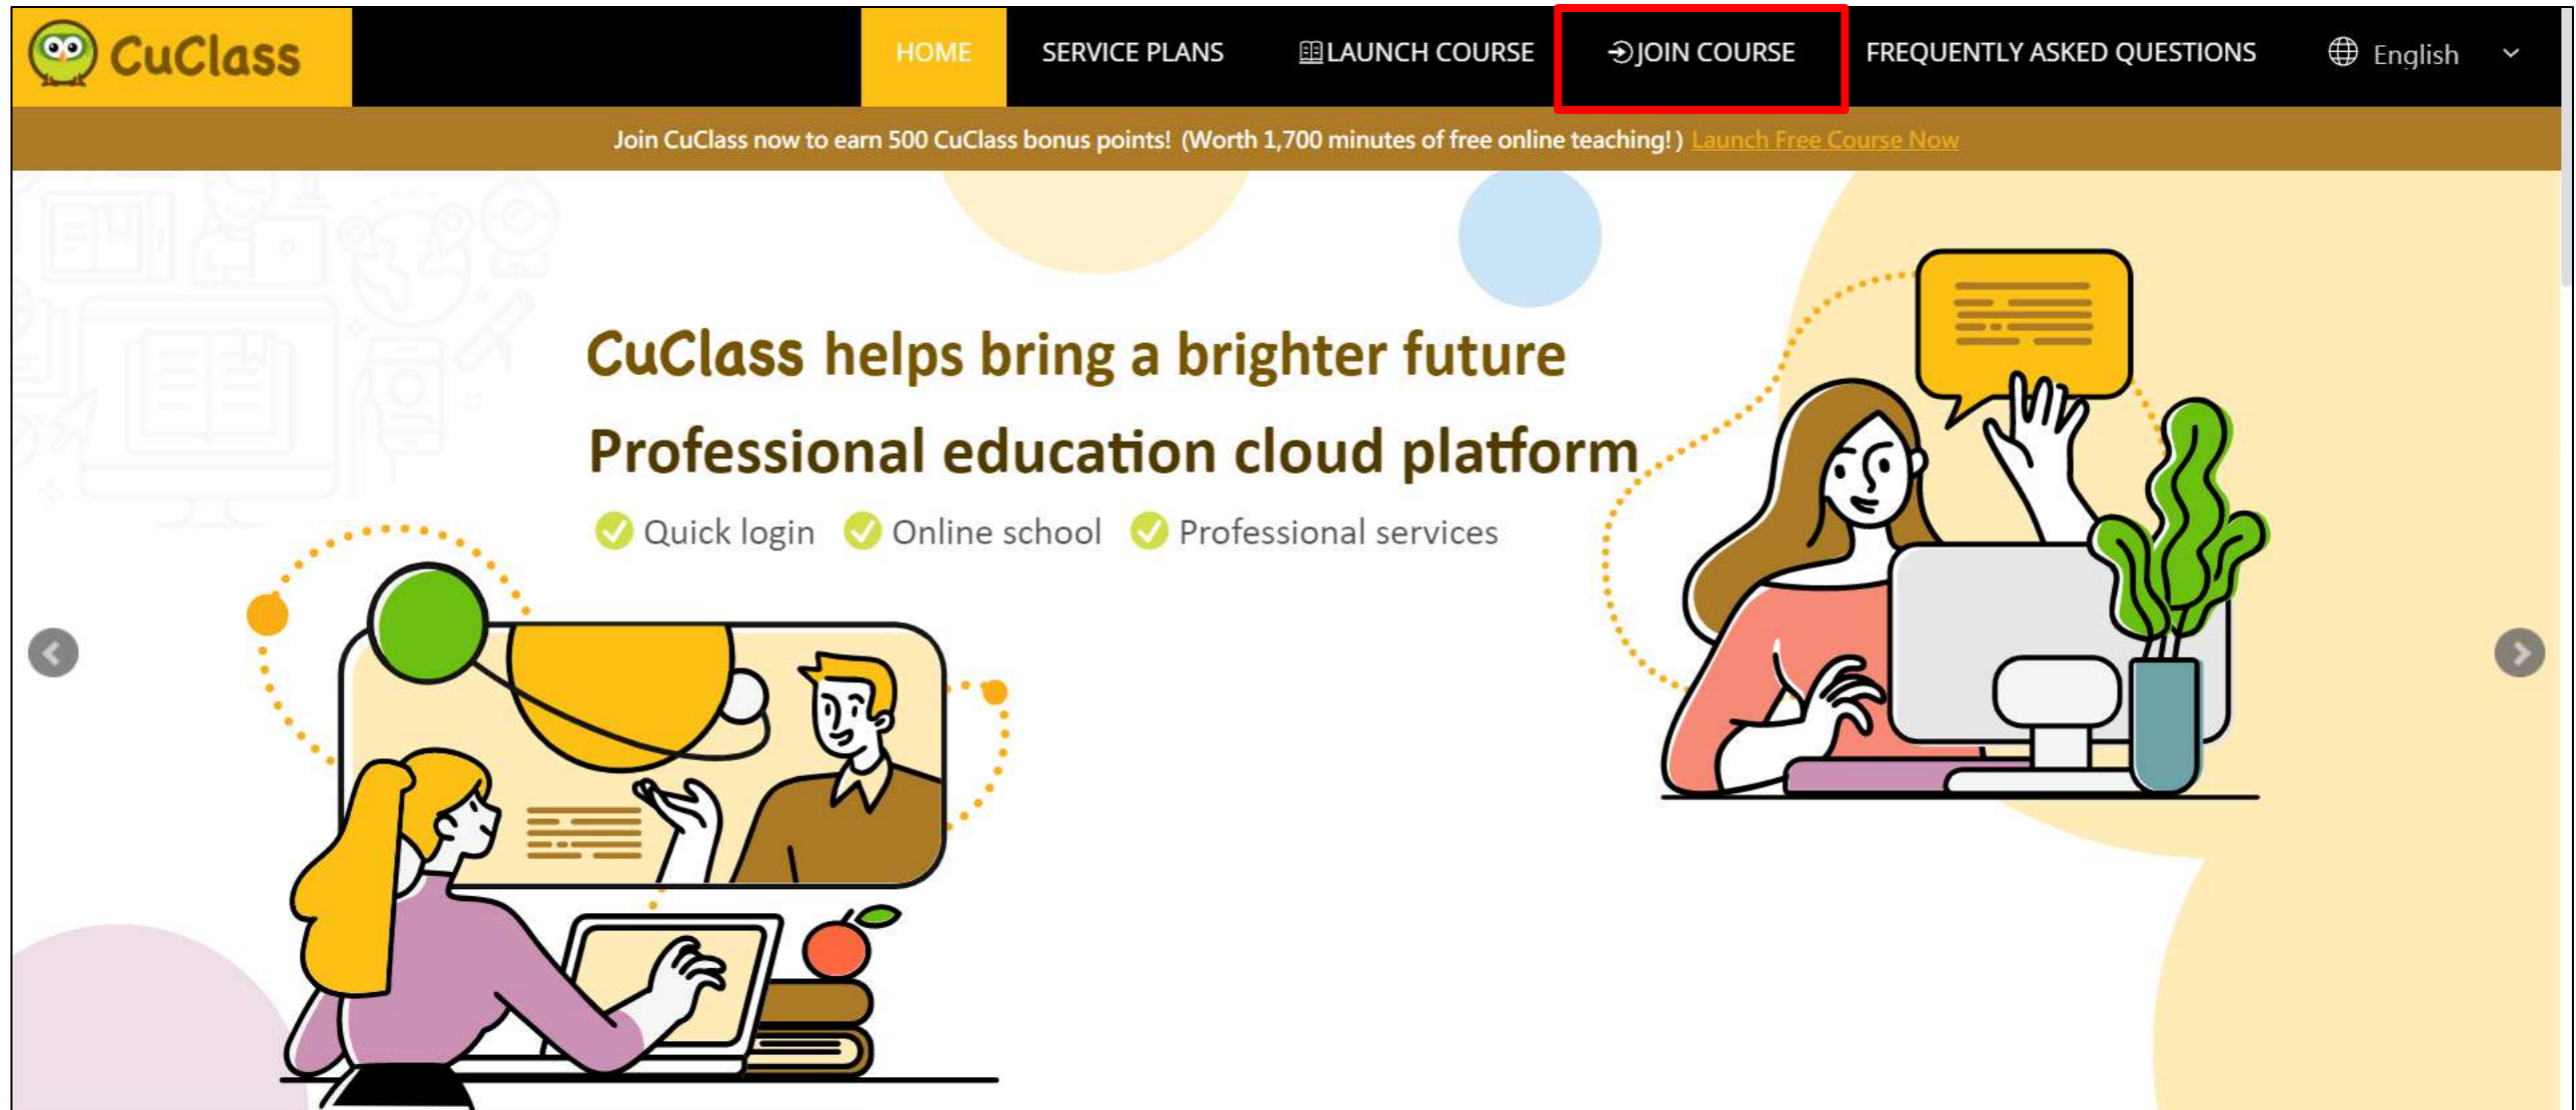 CuClass
HOME
SERVICE PLANS
LAUNCH COURSE
JOIN COURSE
FREQUENTLY ASKED QUESTIONS
English
Join CuClass now to earn 500 CuClass bonus points! (Worth 1,700 minutes of free online teaching!) Launch Free Course Now
CuClass helps bring a brighter future
Professional education cloud platform
Quick login
Online school
Professional services